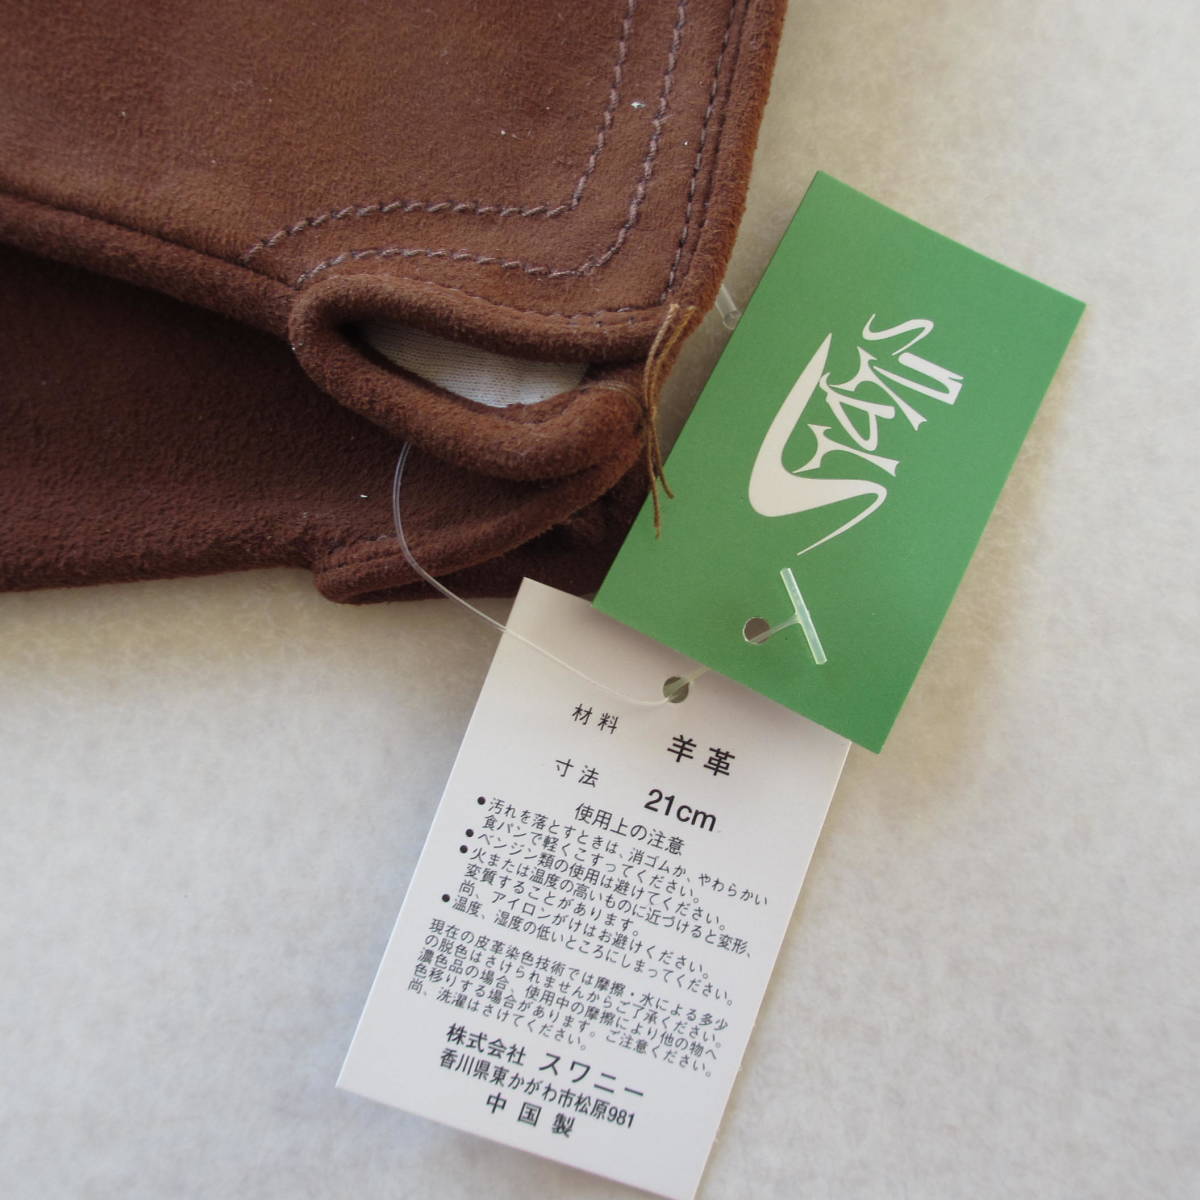 材料 羊革
寸法 21cm
使用上の注意
●汚れを落とすときは、消ゴムか、やわらかい
食パンで軽くこすってください。
●ベンジン類の使用は避けてください。
●火または温度の高いものに近づけると変形、
変質することがあります。
尚、アイロンがけはお避けください。
●温度、湿度の低いところにしまってください。
現在の皮革染色技術では摩擦・水による多少
の脱色はさけられませんからご了承ください。
濃色品の場合、使用中の摩擦により他の物へ
色移りする場合があります。ご注意ください。
尚、洗濯はさけてください。
株式会社 スワニー
香川県東かがわ市松原981
中国製